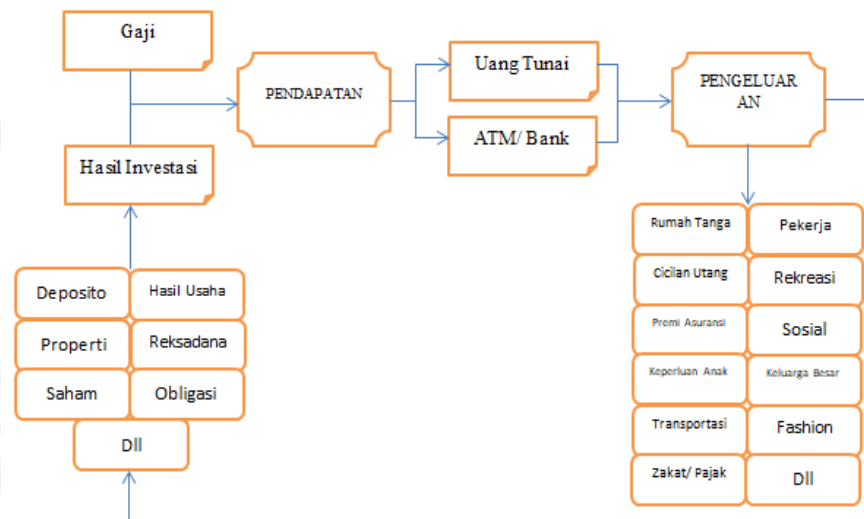 Gaji
Hasil Investasi
Deposito
Hasil Usaha
Properti
Reksadana
Saham
Obligasi
Dll
PENDAPATAN
Uang Tunai
ATM/ Bank
PENGELUAR
AN
Rumah Tanga
Pekerja
Cicilan Utang
Rekreasi
Premi Asuransi
Sosial
Keperluan Anak
Keluarga Besar
Transportasi
Fashion
Zakat/ Pajak
Dll